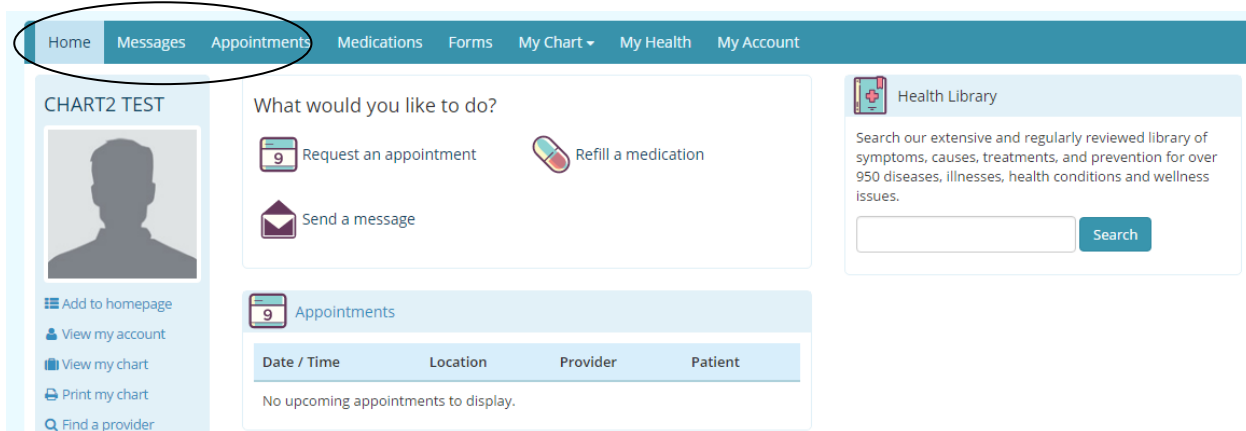 Home Messages Appointments Medications Forms My Chart My Health My Account
CHART2 TEST
Add to homepage
View my account
View my chart
Print my chart
Find a provider
What would you like to do?
9 Request an appointment
Refill a medication
Send a message
9 Appointments
Date / Time Location Provider Patient
No upcoming appointments to display.
Health Library
Search our extensive and regularly reviewed library of
symptoms, causes, treatments, and prevention for over
950 diseases, illnesses, health conditions and wellness
issues.
Search